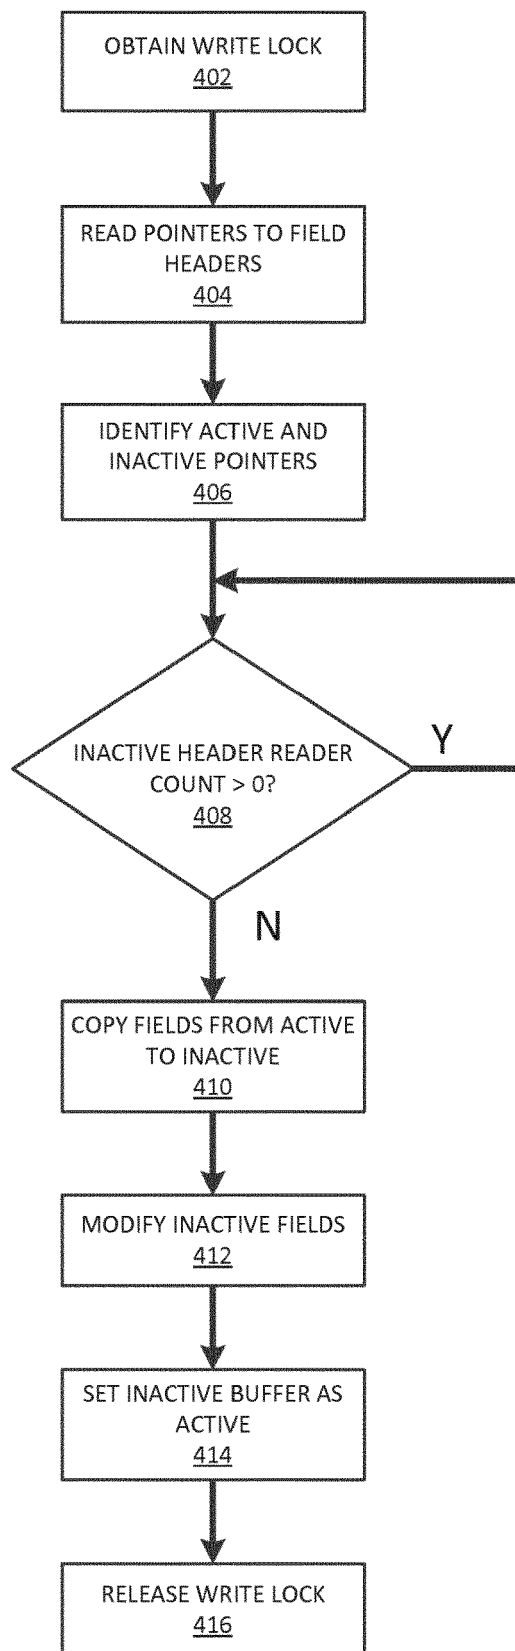 OBTAIN WRITE LOCK
402
READ POINTERS TO FIELD
HEADERS
404
IDENTIFY ACTIVE AND
INACTIVE POINTERS
406
INACTIVE HEADER READER
COUNT > 0?
408
Y
N
COPY FIELDS FROM ACTIVE
TO INACTIVE
410
MODIFY INACTIVE FIELDS
412
SET INACTIVE BUFFER AS
ACTIVE
414
RELEASE WRITE LOCK
416